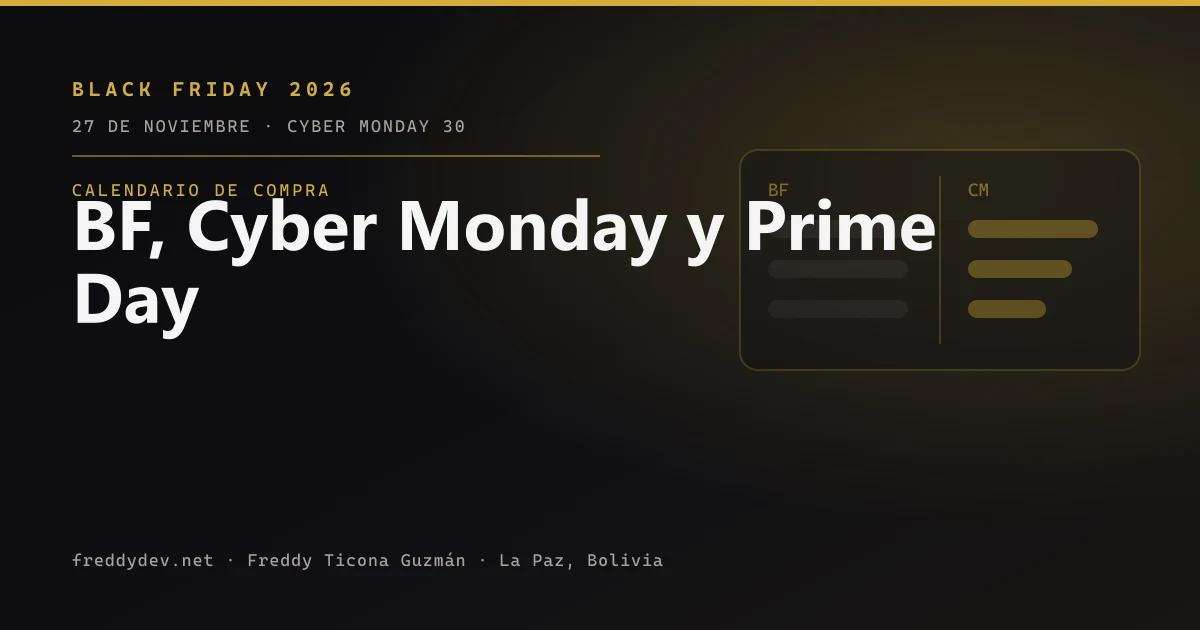 BLACK FRIDAY 2026
27 DE NOVIEMBRE · CYBER MONDAY 30
CALENDARIO DE COMPRA
BF, Cyber Monday y Prime
Day
BF
CM
freddydev.net · Freddy Ticona Guzmán · La Paz, Bolivia